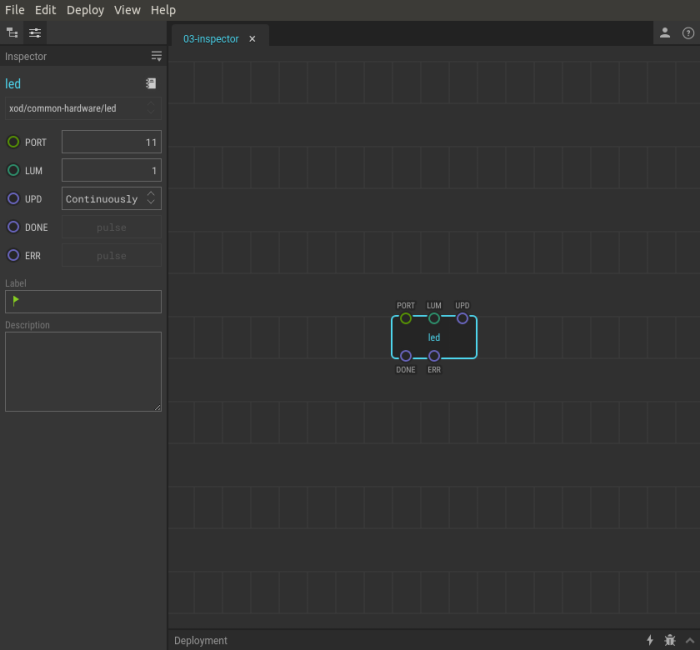 File Edit Deploy View Help
03-inspector
Inspector
led
xod/common-hardware/led
PORT 11
LUM 1
UPD Continuously
DONE pulse
ERR pulse
Label
Description
PORT LUM UPD
led
DONE ERR
Deployment